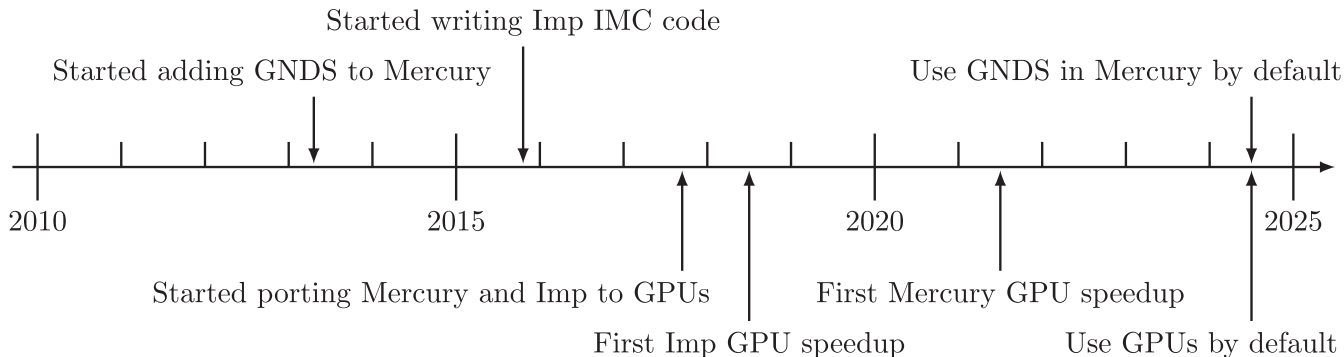 Started writing Imp IMC code
Started adding GNDS to Mercury
Use GNDS in Mercury by default
2010
2015
2020
2025
Started porting Mercury and Imp to GPUs
First Mercury GPU speedup
First Imp GPU speedup
Use GPUs by default